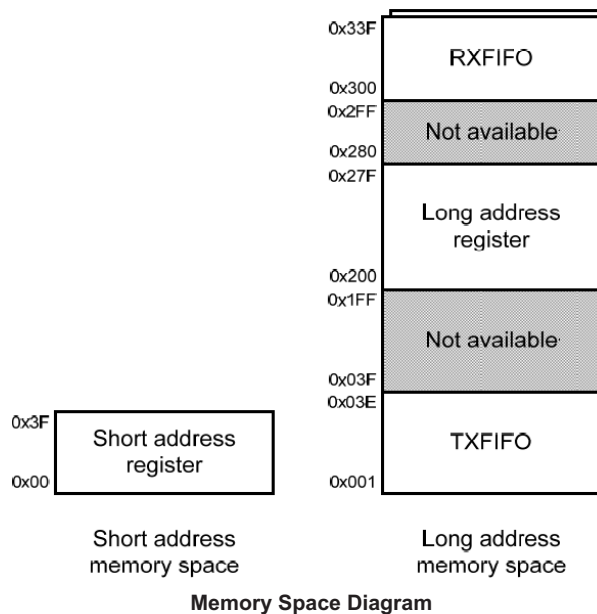 0x33F
RXFIFO
0x300
0x2FF
Not available
0x280
0x27F
Long address
register
0x200
0x1FF
Not available
0x03F
0x03E
TXFIFO
0x001
0x3F
Short address
register
0x00
Short address
memory space
Long address
memory space
Memory Space Diagram